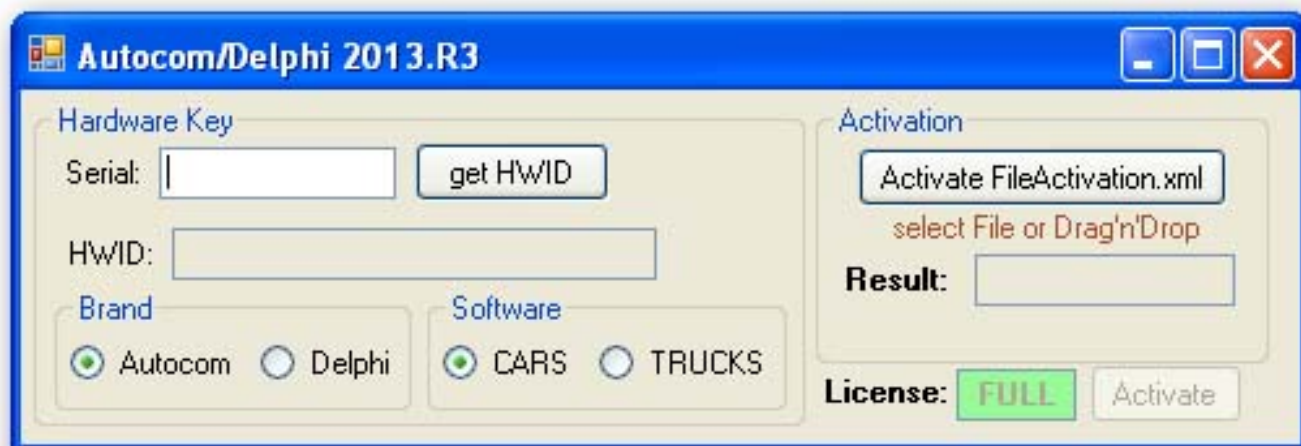 Autocom/Delphi 2013.R3
Hardware Key
Serial:
get HWID
HWID:
Brand
Autocom
Delphi
Software
CARS
TRUCKS
Activation
Activate FileActivation.xml
select File or Drag'n'Drop
Result:
License:
FULL
Activate